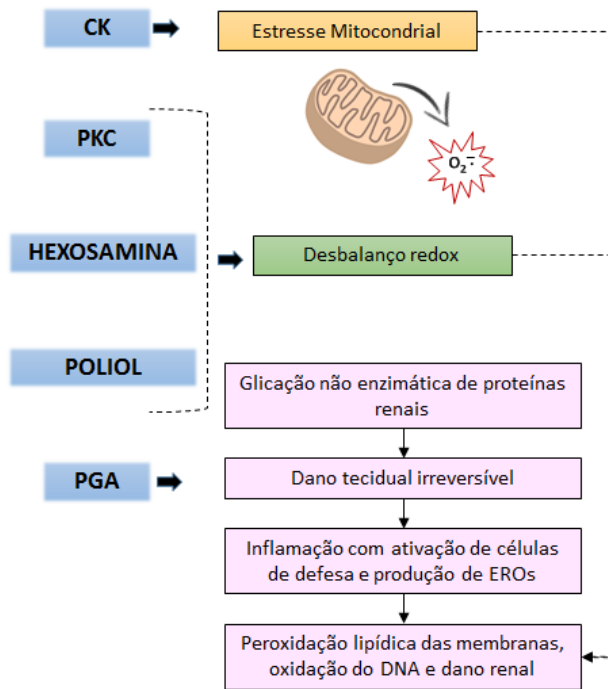 CK
Estresse Mitocondrial
PKC
O₂⁻·
HEXOSAMINA
Desbalanço redox
POLIOL
Glicação não enzimática de proteínas
renais
PGA
Dano tecidual irreversível
Inflamação com ativação de células
de defesa e produção de EROs
Peroxidação lipídica das membranas,
oxidação do DNA e dano renal